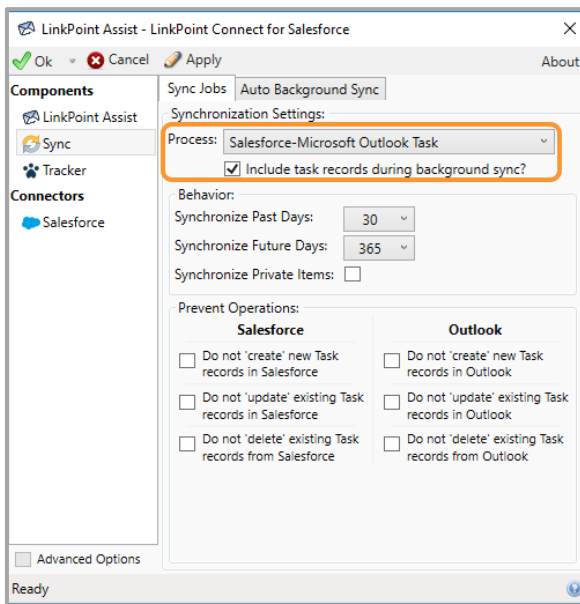 LinkPoint Assist - LinkPoint Connect for Salesforce
Ok Cancel Apply About
Components
LinkPoint Assist
Sync
Tracker
Connectors
Salesforce
Sync Jobs Auto Background Sync
Synchronization Settings:
Process: Salesforce-Microsoft Outlook Task
Include task records during background sync?
Behavior:
Synchronize Past Days: 30
Synchronize Future Days: 365
Synchronize Private Items:
Prevent Operations:
Salesforce Outlook
Do not 'create' new Task Do not 'create' new Task
records in Salesforce records in Outlook
Do not 'update' existing Task Do not 'update' existing Task
records in Salesforce records in Outlook
Do not 'delete' existing Task Do not 'delete' existing Task
records from Salesforce records from Outlook
Advanced Options
Ready